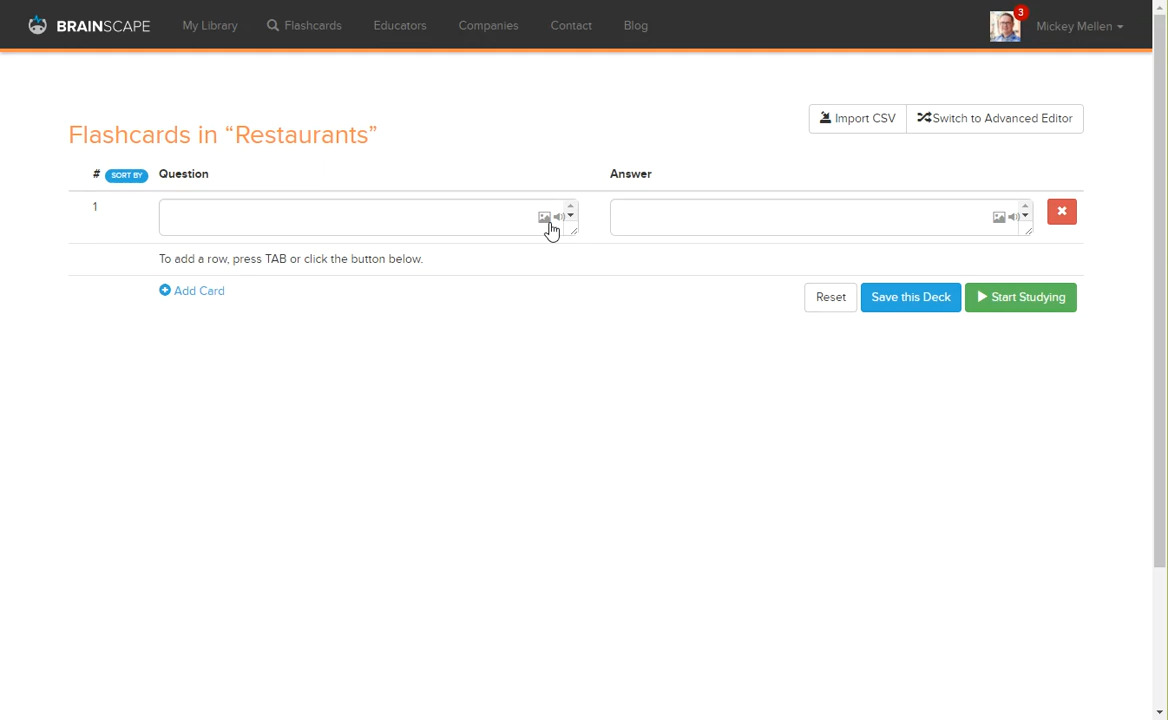 BRAINSCAPE My Library Flashcards Educators Companies Contact Blog 3 Mickey Mellen
Import CSV Switch to Advanced Editor
Flashcards in “Restaurants”
# SORT BY Question Answer
1
To add a row, press TAB or click the button below.
Add Card Reset Save this Deck Start Studying